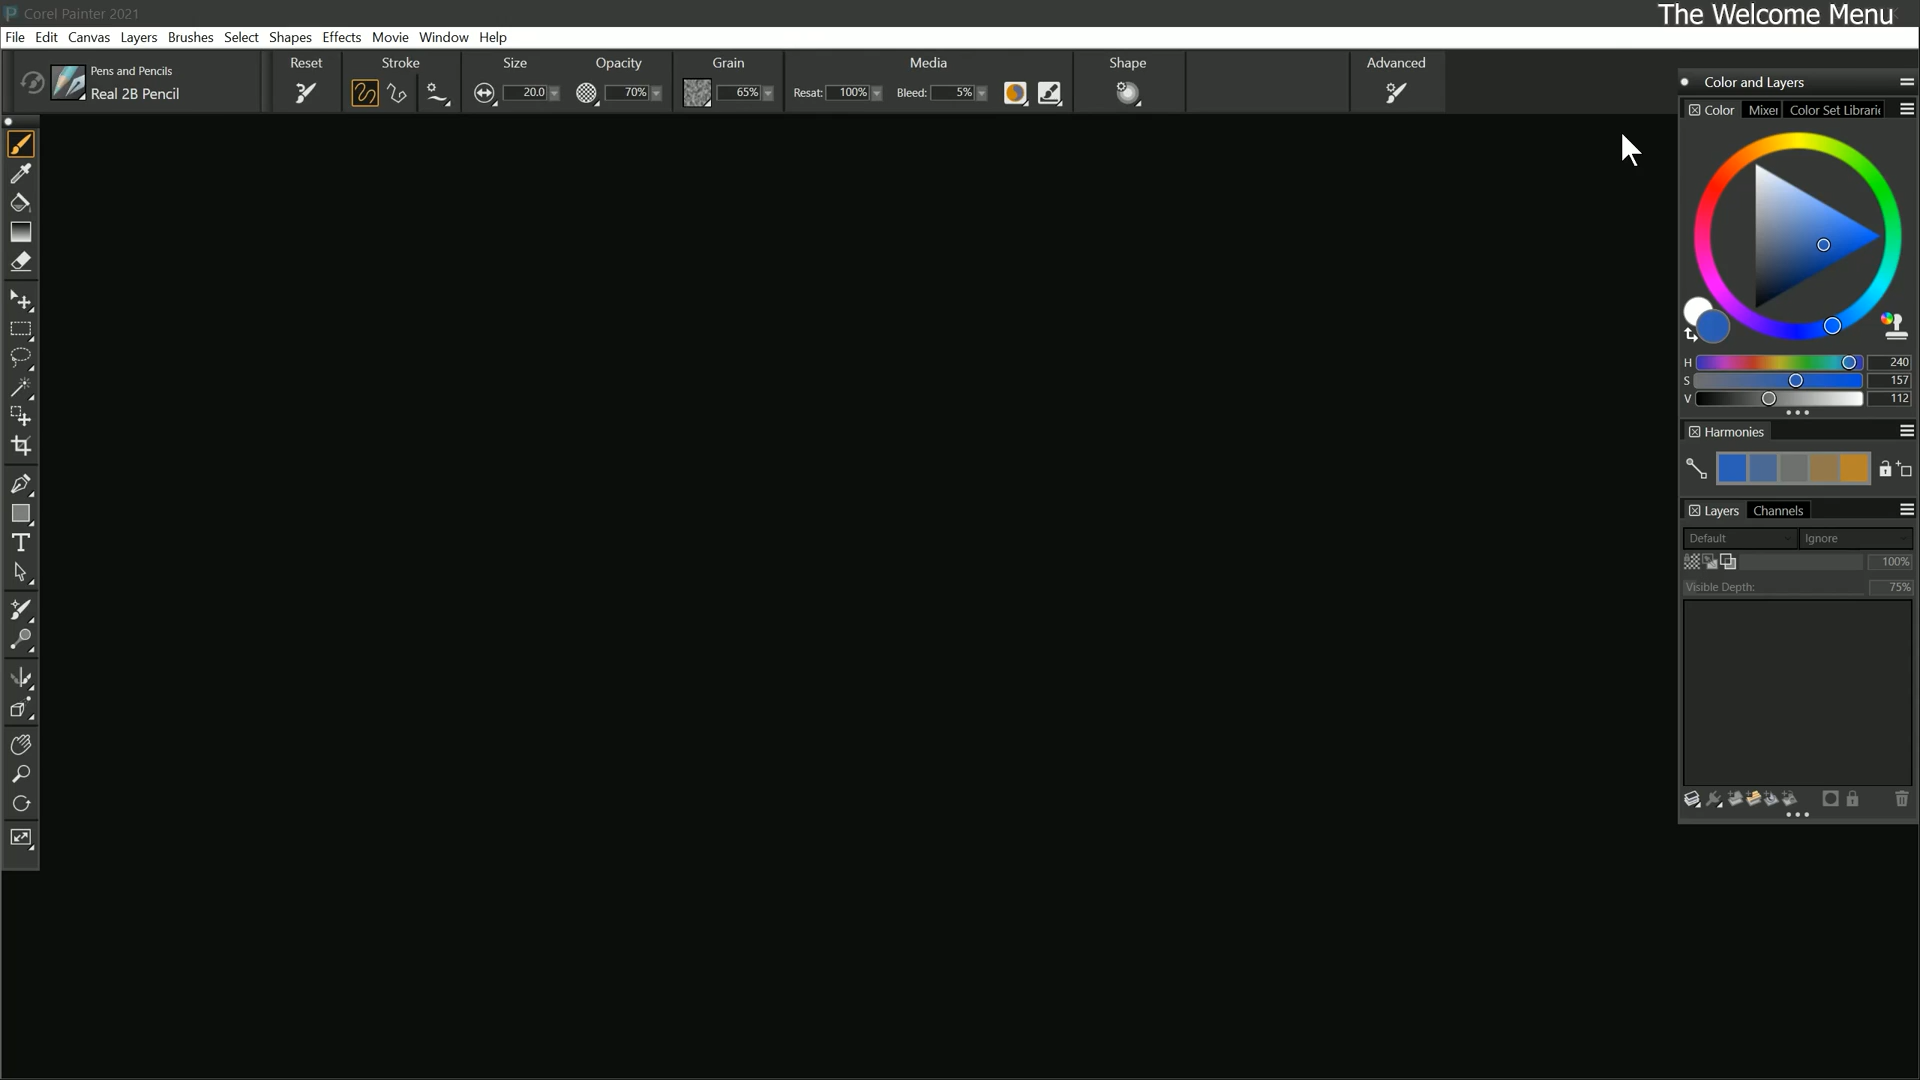 Corel Painter 2021
The Welcome Menu
File Edit Canvas Layers Brushes Select Shapes Effects Movie Window Help
Pens and Pencils
Real 2B Pencil
Reset
Stroke
Size
20.0
Opacity
70%
Grain
65%
Media
Resat: 100%
Bleed: 5%
Shape
Advanced
Color and Layers
Color Mixer Color Set Librari
H 240
S 157
V 112
Harmonies
Layers Channels
Default Ignore
100%
Visible Depth: 75%